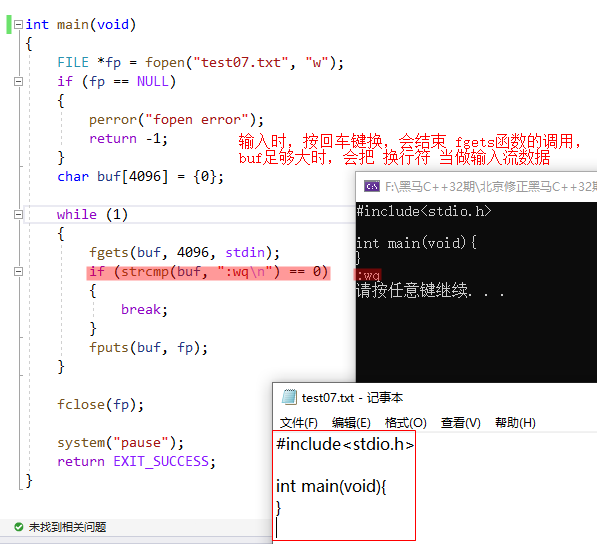 int main(void)
{
FILE *fp = fopen("test07.txt", "w");
if (fp == NULL)
{
perror("fopen error");
return -1;
}
char buf[4096] = {0};
输入时，按回车键换，会结束 fgets函数的调用，
buf足够大时，会把 换行符 当做输入流数据
while (1)
{
fgets(buf, 4096, stdin);
if (strcmp(buf, ":wq\n") == 0)
{
break;
}
fputs(buf, fp);
}
fclose(fp);
system("pause");
return EXIT_SUCCESS;
}
未找到相关问题
F:\黑马C++32期\北京修正黑马C++32期
#include<stdio.h>
int main(void){
}
:wq
请按任意键继续. . .
test07.txt - 记事本
文件(F) 编辑(E) 格式(O) 查看(V) 帮助(H)
#include<stdio.h>
int main(void){
}